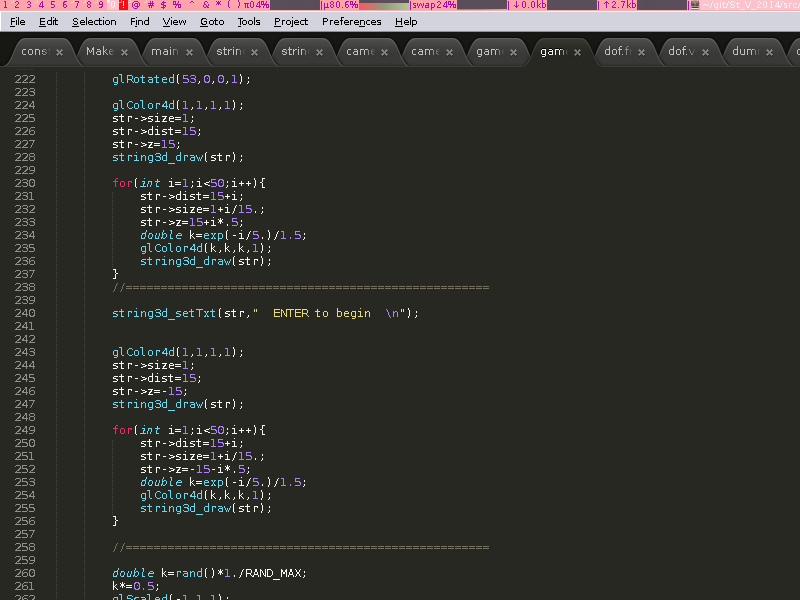 1 2 3 4 5 6 7 8 9 "0" ! @ # $ % ^ & * ( ) π04% |μ80.6% |swap24% |↓0.0kb |↑2.7kb ~/git/St_V_2014/src/
File Edit Selection Find View Goto Tools Project Preferences Help
cons × Make × main × string × string × came × came × game × game × dof.f × dof.v × dum ×
222 glRotated(53,0,0,1);
223
224 glColor4d(1,1,1,1);
225 str->size=1;
226 str->dist=15;
227 str->z=15;
228 string3d_draw(str);
229
230 for(int i=1;i<50;i++){
231 str->dist=15+i;
232 str->size=1+i/15.;
233 str->z=15+i*.5;
234 double k=exp(-i/5.)/1.5;
235 glColor4d(k,k,k,1);
236 string3d_draw(str);
237 }
238 //====================================================
239
240 string3d_setTxt(str,"  ENTER to begin  \n");
241
242
243 glColor4d(1,1,1,1);
244 str->size=1;
245 str->dist=15;
246 str->z=-15;
247 string3d_draw(str);
248
249 for(int i=1;i<50;i++){
250 str->dist=15+i;
251 str->size=1+i/15.;
252 str->z=-15-i*.5;
253 double k=exp(-i/5.)/1.5;
254 glColor4d(k,k,k,1);
255 string3d_draw(str);
256 }
257
258 //====================================================
259
260 double k=rand()*1./RAND_MAX;
261 k*=0.5;
262 glScaled(-1,1,1);